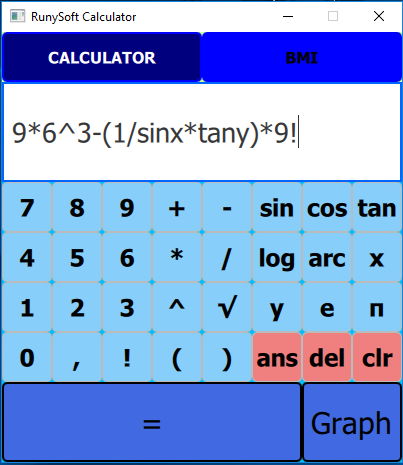 RunySoft Calculator
CALCULATOR BMI
9*6^3-(1/sinx*tany)*9!
7 8 9 + - sin cos tan
4 5 6 * / log arc x
1 2 3 ^ √ y e п
0 , ! ( ) ans del clr
= Graph